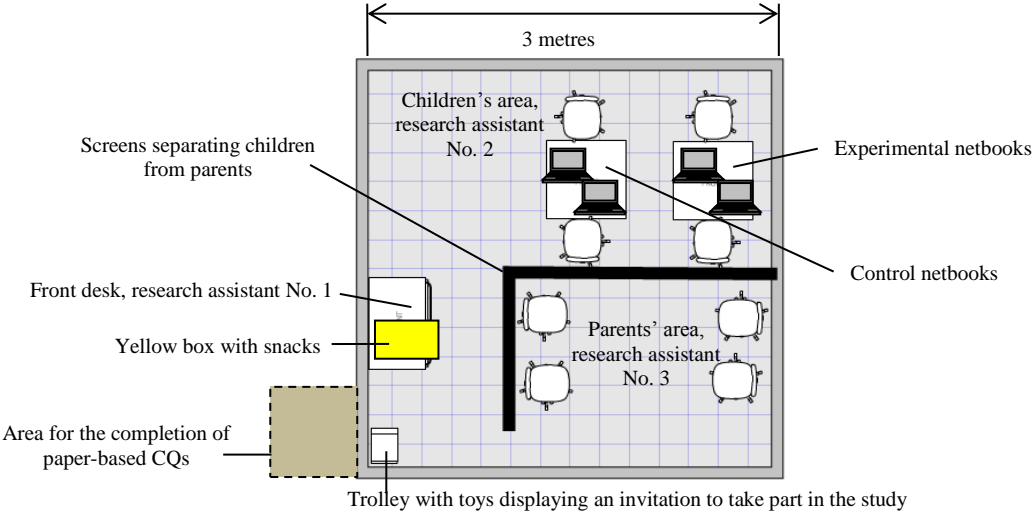 3 metres
Children's area,
research assistant
No. 2
Screens separating children
from parents
Experimental netbooks
Control netbooks
Front desk, research assistant No. 1
Yellow box with snacks
Parents' area,
research assistant
No. 3
Area for the completion of
paper-based CQs
Trolley with toys displaying an invitation to take part in the study